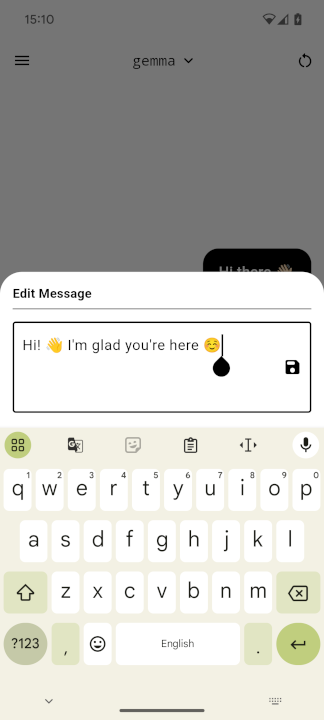 15:10
gemma
Hi there 👋
Edit Message
Hi! 👋 I'm glad you're here ☺️
1 2 3 4 5 6 7 8 9 0
q w e r t y u i o p
a s d f g h j k l
z x c v b n m
?123 , English .